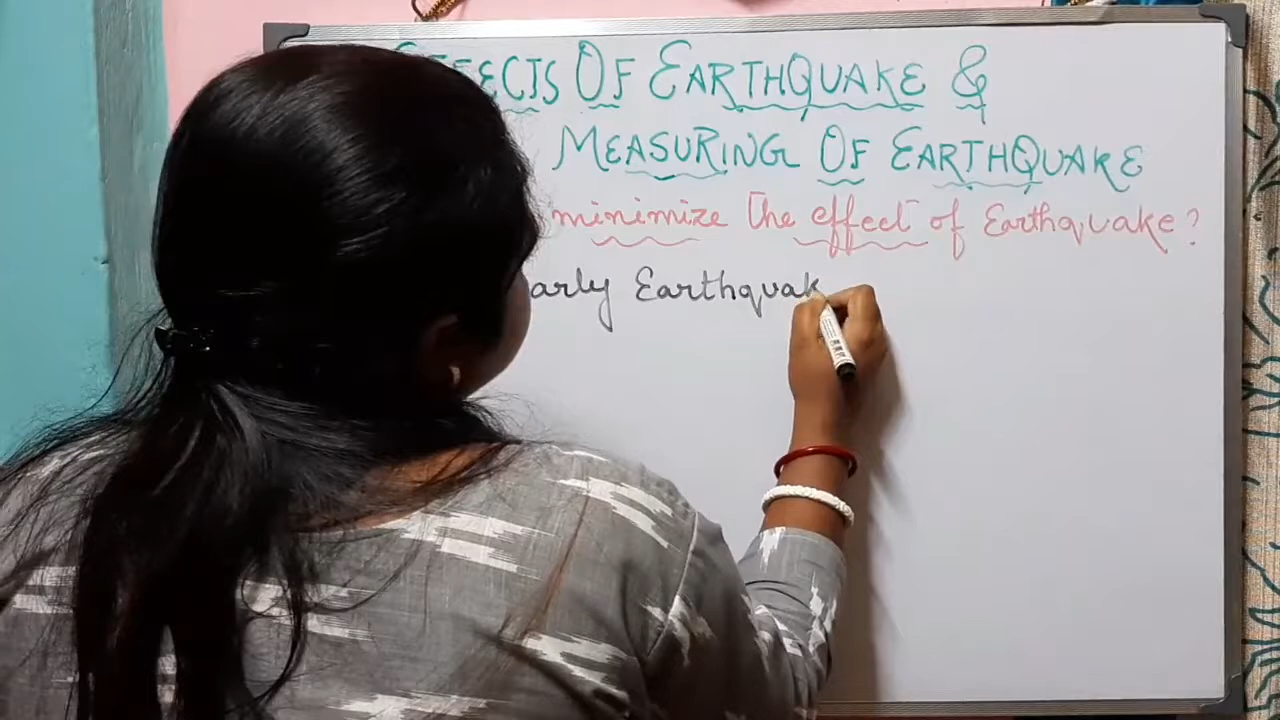 EFFECTS OF EARTHQUAKE &
MEASURING OF EARTHQUAKE
minimize the effect of Earthquake?
arly Earthquak